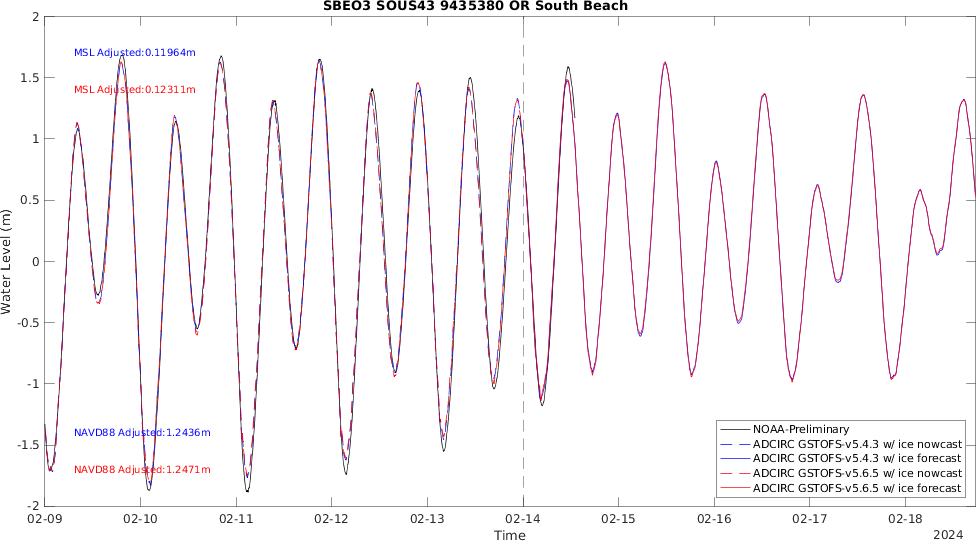 SBEO3 SOUS43 9435380 OR South Beach
MSL Adjusted:0.11964m
MSL Adjusted:0.12311m
NAVD88 Adjusted:1.2436m
NAVD88 Adjusted:1.2471m
Water Level (m)
2
1.5
1
0.5
0
-0.5
-1
-1.5
-2
NOAA-Preliminary
ADCIRC GSTOFS-v5.4.3 w/ ice nowcast
ADCIRC GSTOFS-v5.4.3 w/ ice forecast
ADCIRC GSTOFS-v5.6.5 w/ ice nowcast
ADCIRC GSTOFS-v5.6.5 w/ ice forecast
02-09 02-10 02-11 02-12 02-13 02-14 02-15 02-16 02-17 02-18
Time
2024